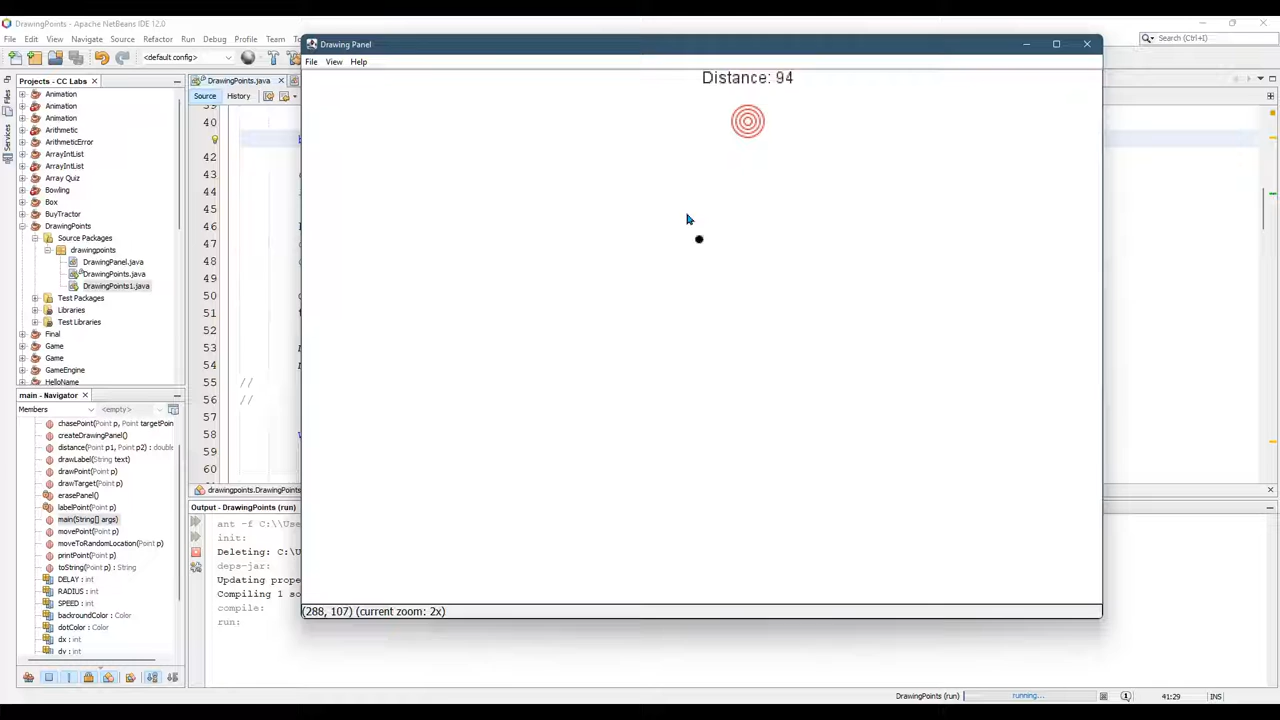 DrawingPoints - Apache NetBeans IDE 12.0
File Edit View Navigate Source Refactor Run Debug Profile Team
Search (Ctrl+I)
<default config>
Projects - CC Labs
Animation
Animation
Animation
Arithmetic
ArithmeticError
ArrayIntList
ArrayIntList
Array Quiz
Bowling
Box
BuyTractor
DrawingPoints
Source Packages
drawingpoints
DrawingPanel.java
DrawingPoints.java
DrawingPoints1.java
Test Packages
Libraries
Test Libraries
Final
Game
Game
GameEngine
HelloName
Files
Services
main - Navigator
Members
<empty>
chasePoint(Point p, Point targetPoin
createDrawingPanel()
distance(Point p1, Point p2) : double
drawLabel(String text)
drawPoint(Point p)
drawTarget(Point p)
erasePanel()
labelPoint(Point p)
main(String[] args)
movePoint(Point p)
moveToRandomLocation(Point p)
printPoint(Point p)
toString(Point p) : String
DELAY : int
RADIUS : int
SPEED : int
backroundColor : Color
dotColor : Color
dx : int
dy : int
DrawingPoints.java
Source History
39
40
42
43
44
45
46
47
48
49
50
51
52
53
54
55
56
57
58
59
60
//
//
drawingpoints.DrawingPoints
Output - DrawingPoints (run)
ant -f C:\\Use
init:
Deleting: C:\U
deps-jar:
Updating prope
Compiling 1 so
compile:
run:
Drawing Panel
File View Help
Distance: 94
(288, 107) (current zoom: 2x)
DrawingPoints (run)
running...
41:29
INS